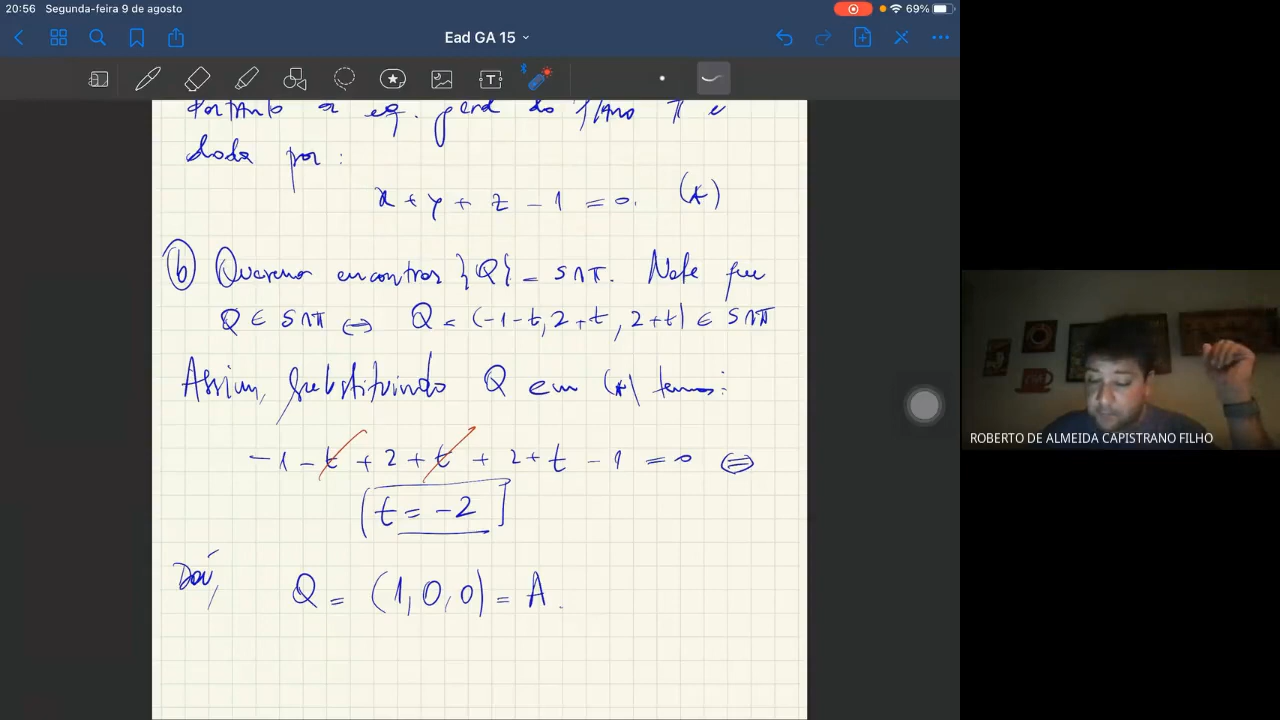 20:56 Segunda-feira 9 de agosto
69%
Ead GA 15
Portanto a eq. geral do plano π é
dada por:
x + y + z - 1 = 0. (*)
(b) Queremos encontrar {Q} = s∩π. Note que
Q ∈ s∩π ⇔ Q = (-1-t, 2+t, 2+t) ∈ s∩π
Assim, substituindo Q em (*) temos:
-1 - t + 2 + t + 2 + t - 1 = 0 ⇔
t = -2
Daí, Q = (1, 0, 0) = A.
ROBERTO DE ALMEIDA CAPISTRANO FILHO